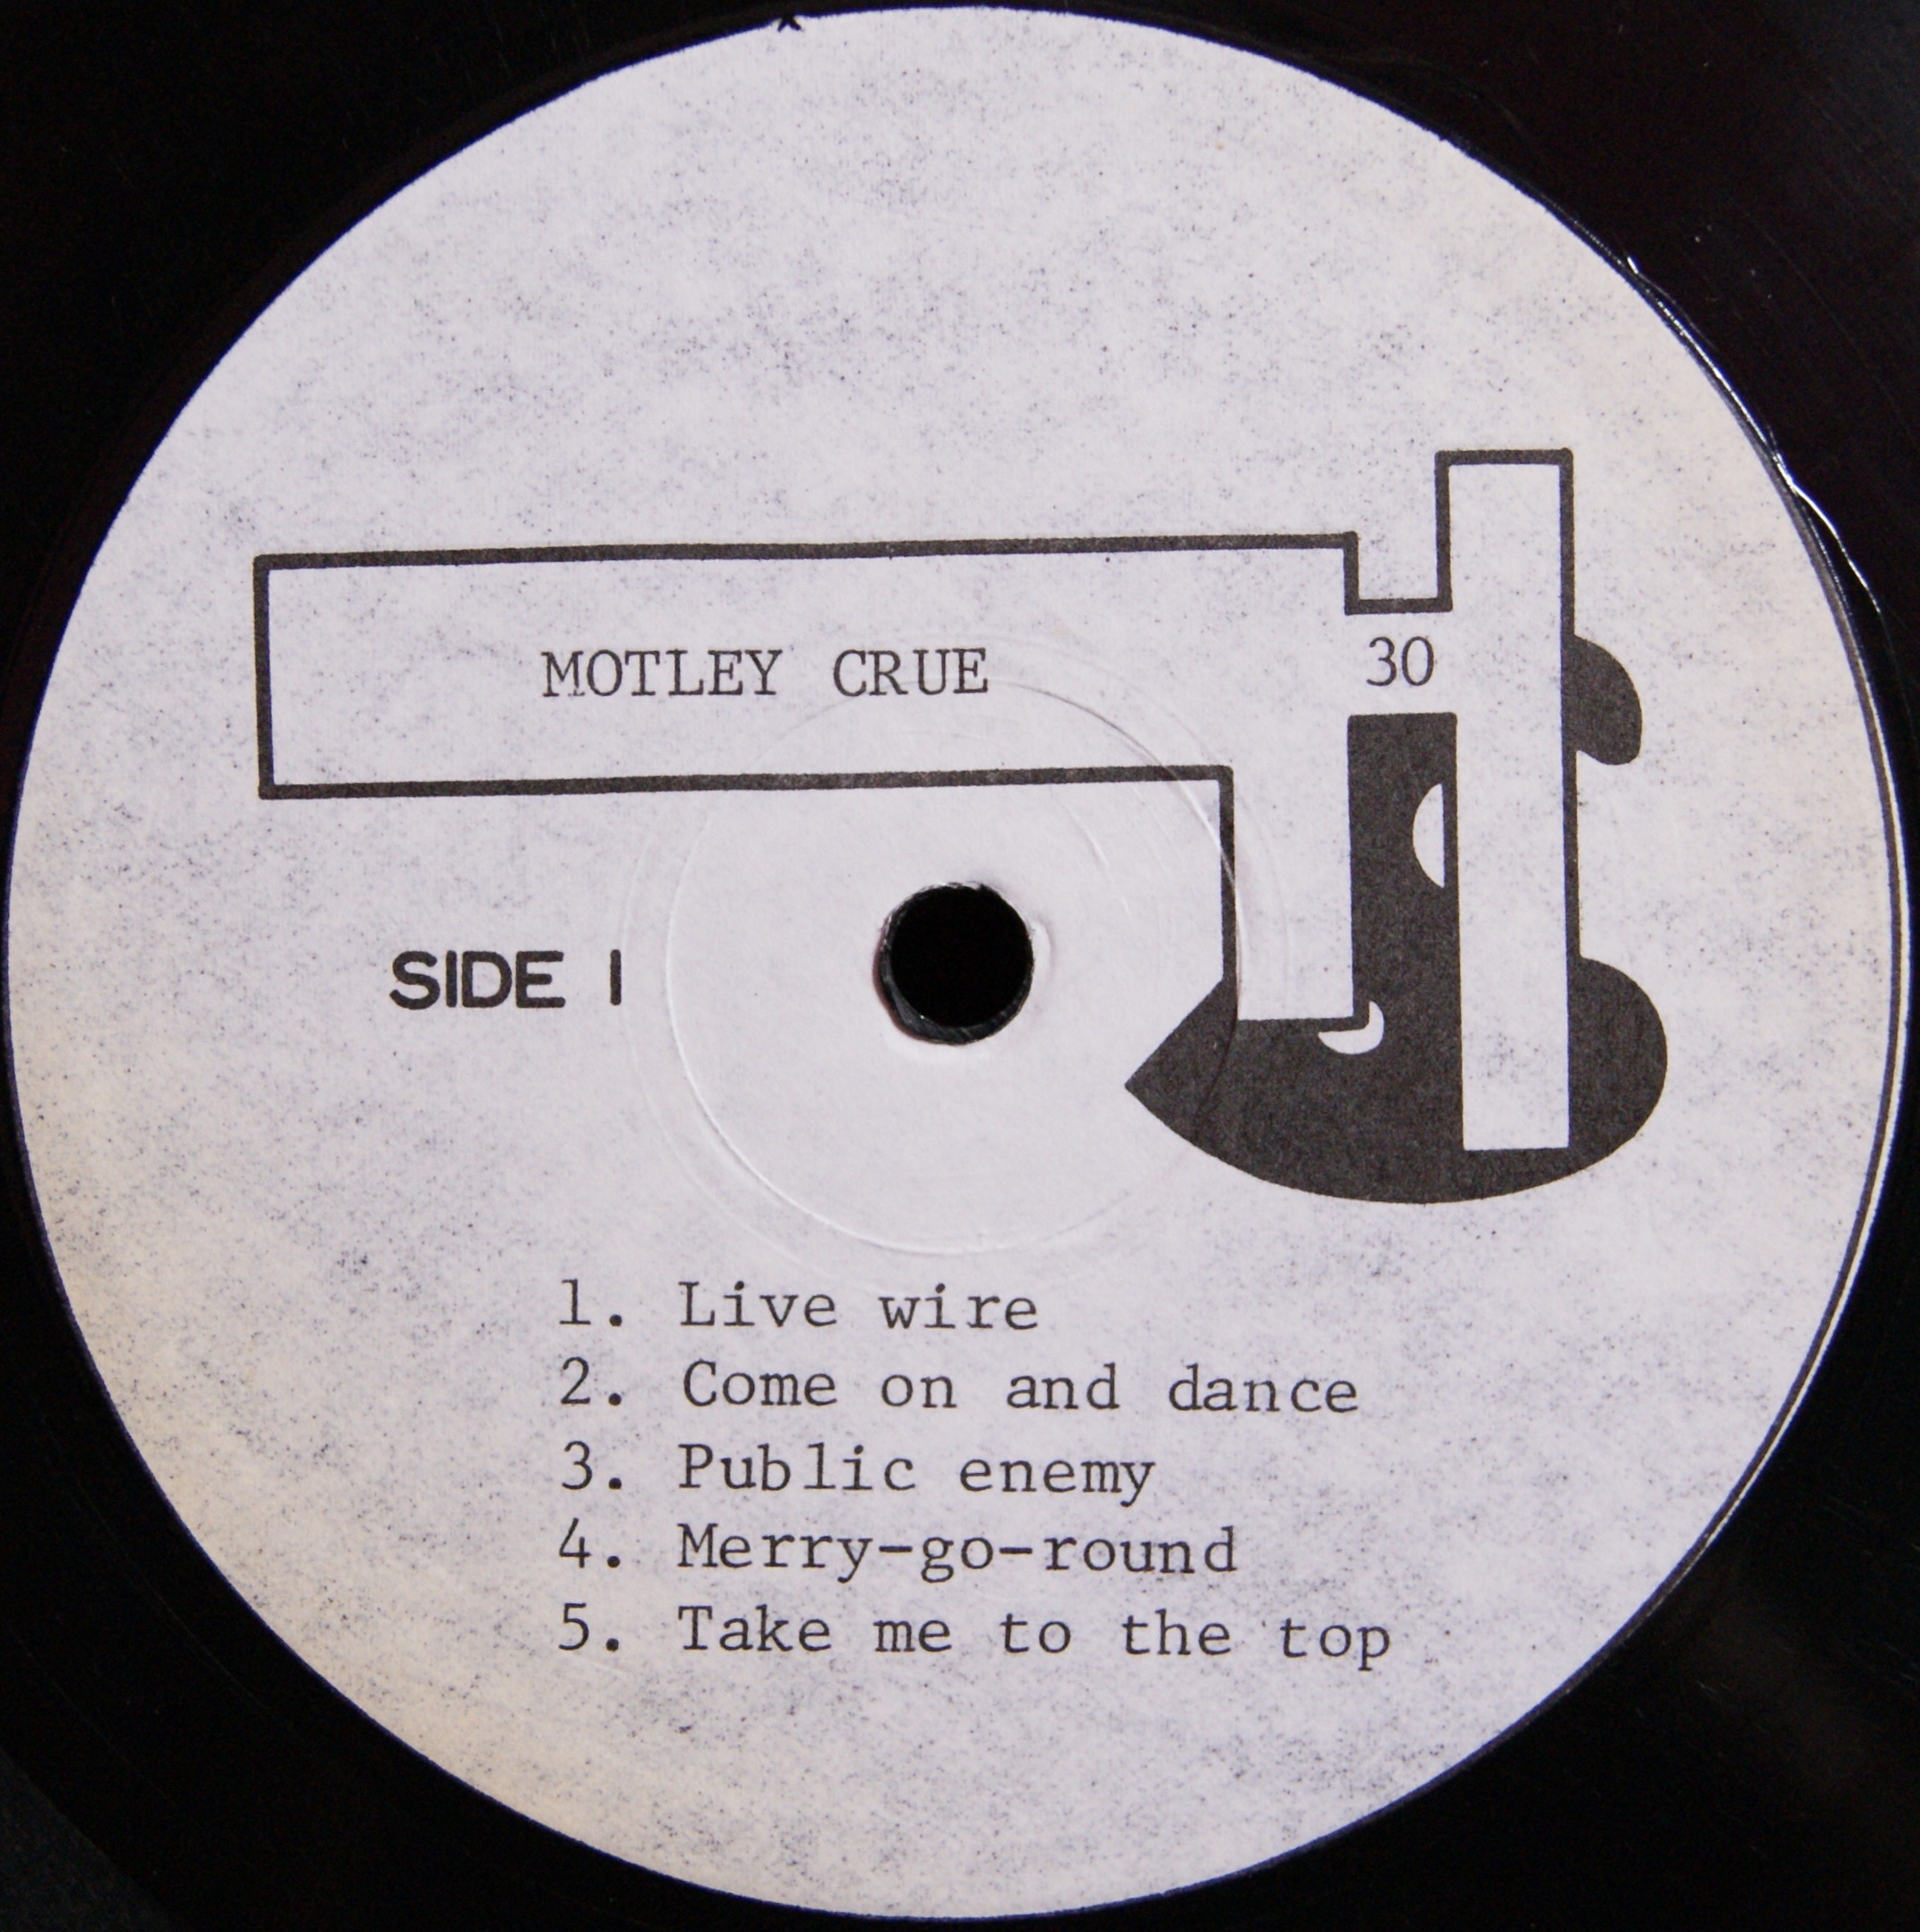 MOTLEY CRUE
30
SIDE 1
1. Live wire
2. Come on and dance
3. Public enemy
4. Merry-go-round
5. Take me to the top